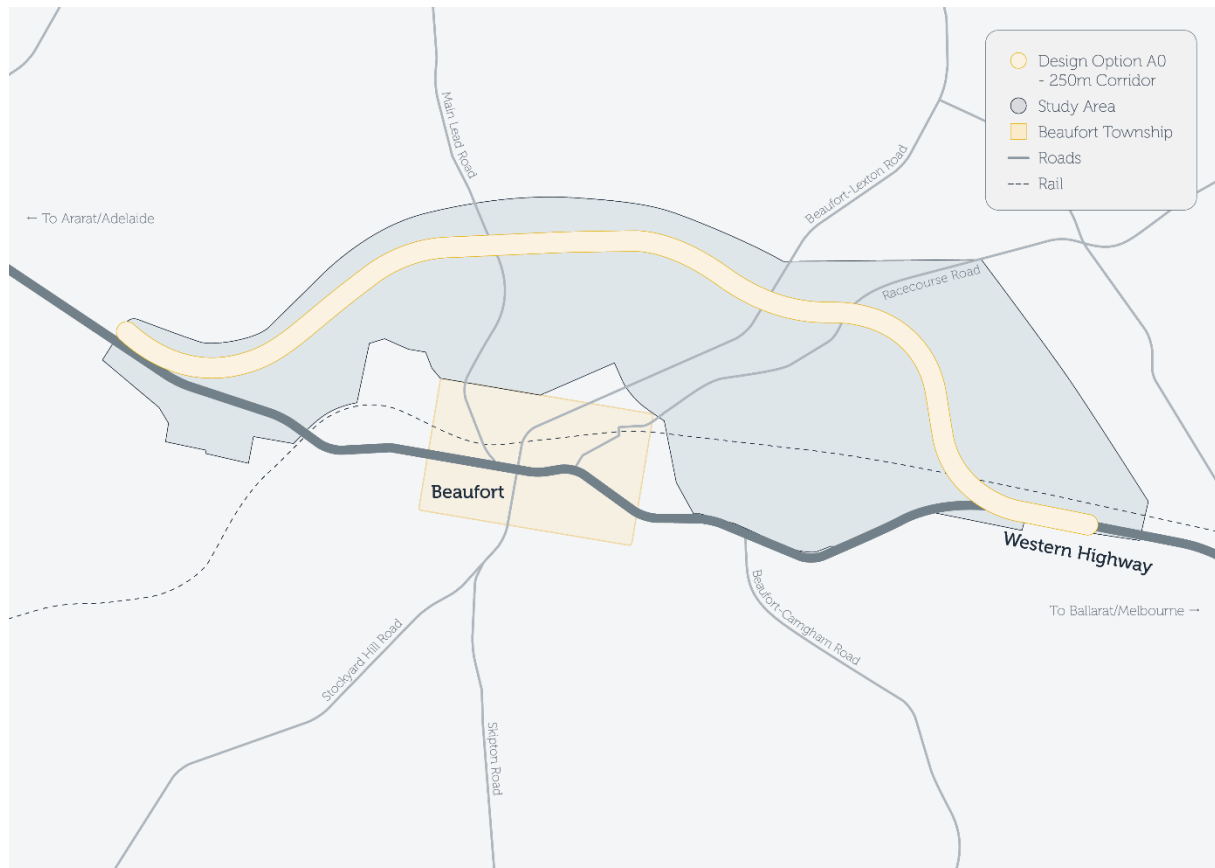 Design Option A0
- 250m Corridor
Study Area
Beaufort Township
Roads
Rail
Main Lead Road
Beaufort-Lexton Road
← To Ararat/Adelaide
Racecourse Road
Beaufort
Western Highway
To Ballarat/Melbourne →
Beaufort-Carngham Road
Stockyard Hill Road
Skipton Road